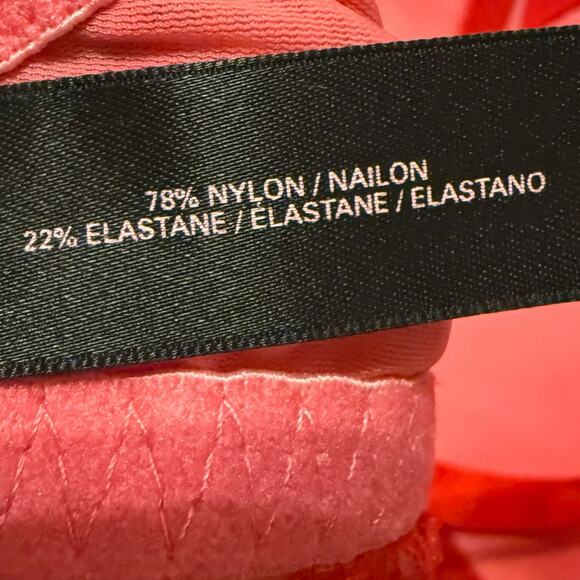 78% NYLON / NAILON
22% ELASTANE / ÉLASTANE / ELASTANO